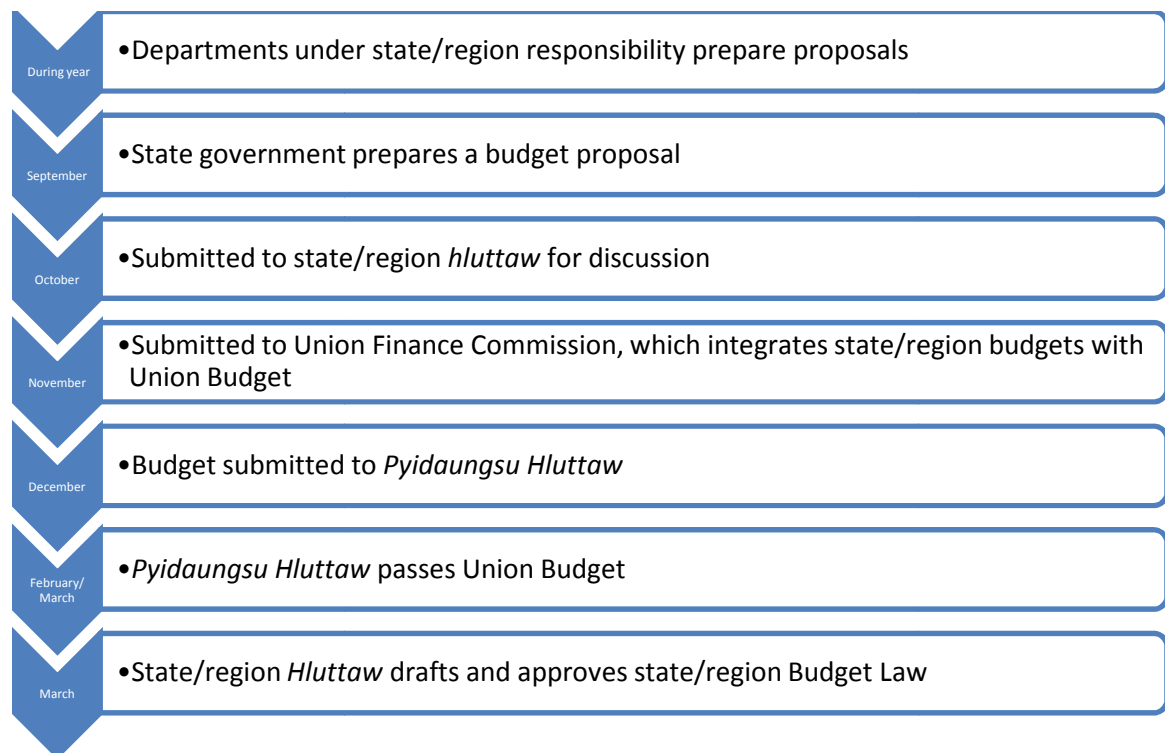 During year
•Departments under state/region responsibility prepare proposals
September
•State government prepares a budget proposal
October
•Submitted to state/region hluttaw for discussion
November
•Submitted to Union Finance Commission, which integrates state/region budgets with
Union Budget
December
•Budget submitted to Pyidaungsu Hluttaw
February/
March
•Pyidaungsu Hluttaw passes Union Budget
March
•State/region Hluttaw drafts and approves state/region Budget Law